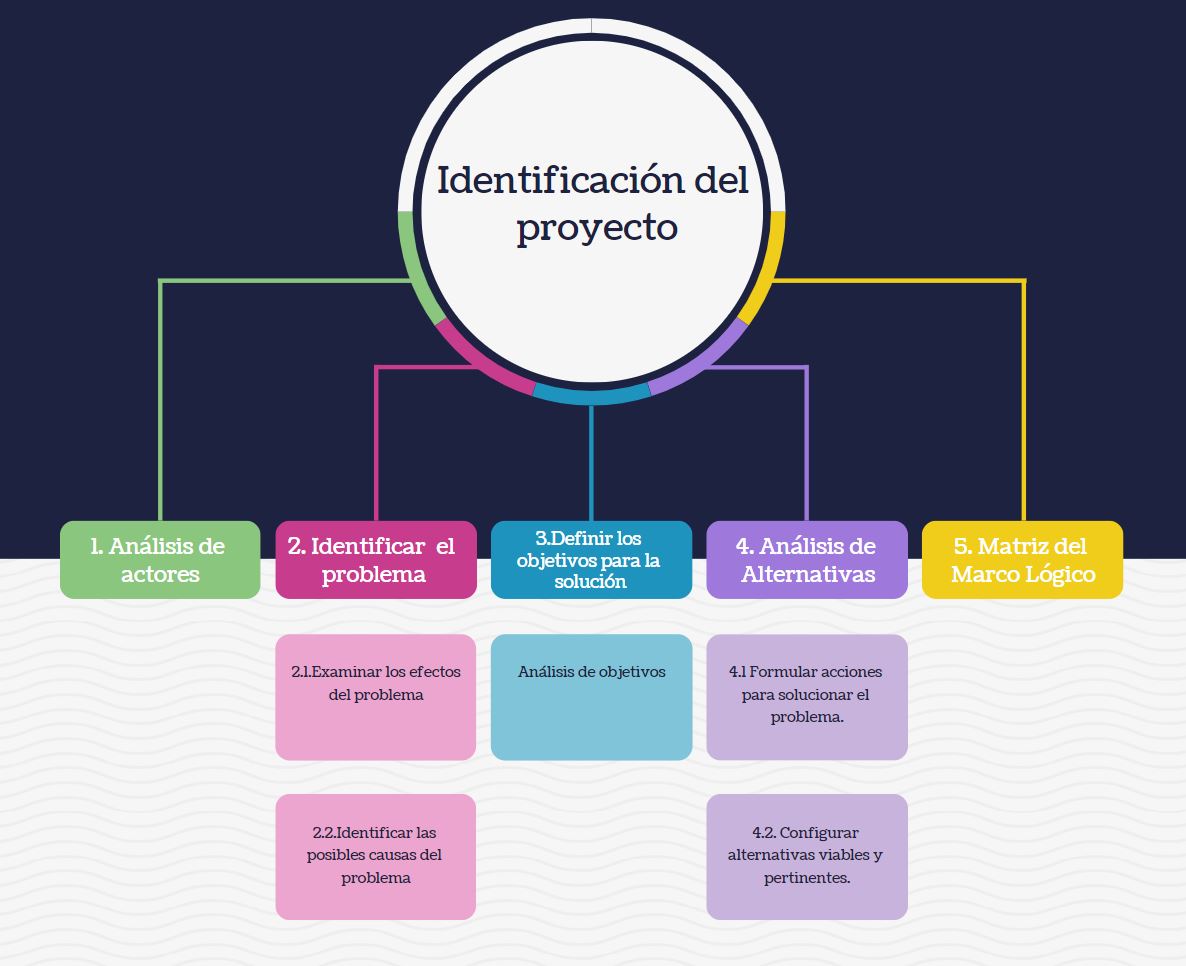 Identificación del
proyecto
1. Análisis de
actores
2. Identificar el
problema
3.Definir los
objetivos para la
solución
4. Análisis de
Alternativas
5. Matriz del
Marco Lógico
2.1.Examinar los efectos
del problema
Análisis de objetivos
4.1 Formular acciones
para solucionar el
problema.
2.2.Identificar las
posibles causas del
problema
4.2. Configurar
alternativas viables y
pertinentes.